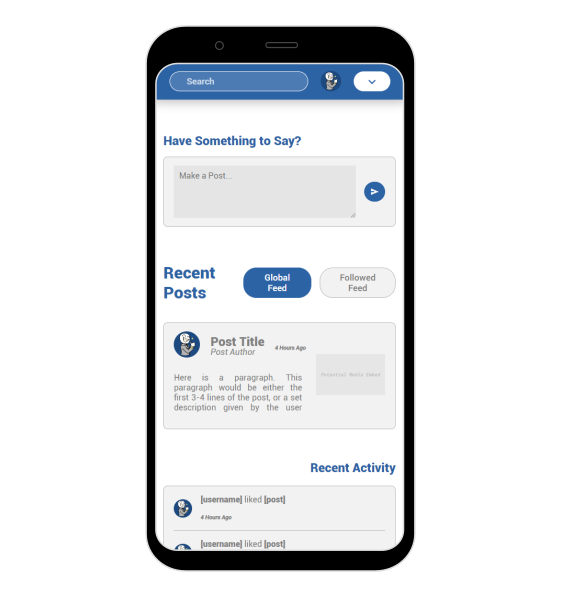 Search
Have Something to Say?
Make a Post...
Recent
Posts
Global
Feed
Followed
Feed
Post Title
Post Author
4 Hours Ago
Here is a paragraph. This
paragraph would be either the
first 3-4 lines of the post, or a set
description given by the user
Potential Media Embed
Recent Activity
[username] liked [post]
4 Hours Ago
[username] liked [post]